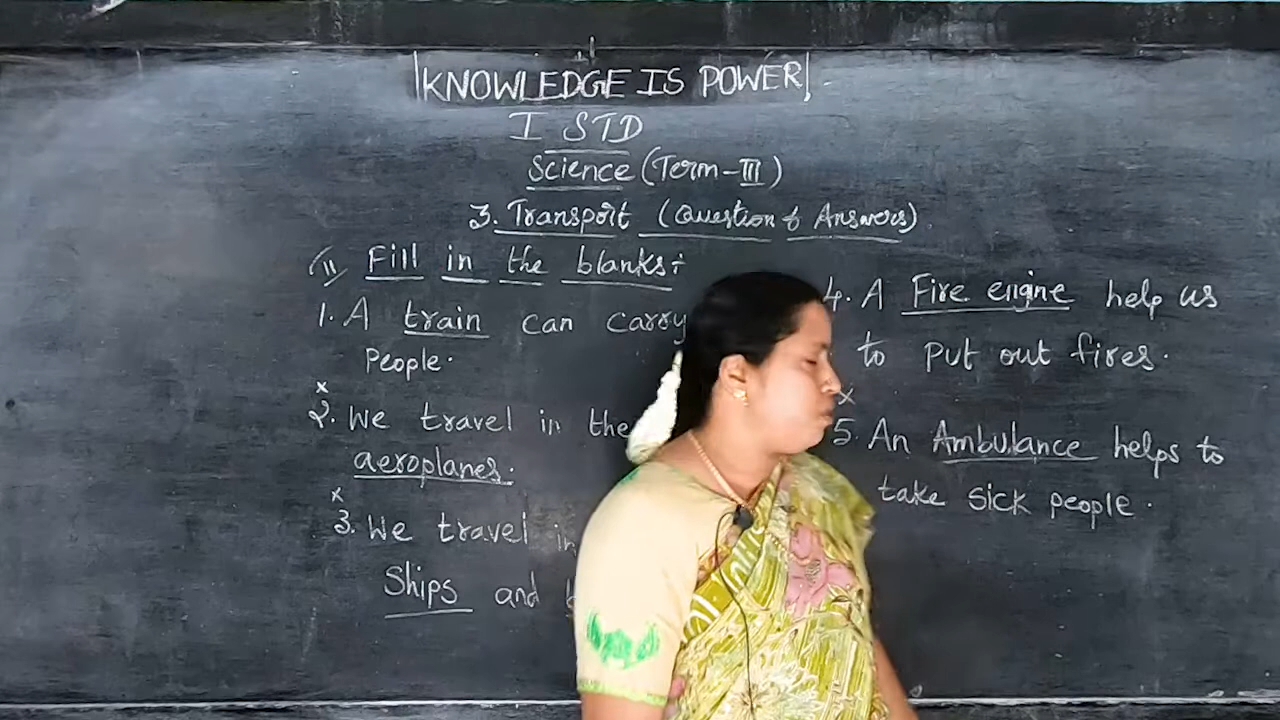 KNOWLEDGE IS POWER
I STD
Science (Term-III)
3. Transport (Question & Answers)
II) Fill in the blanks:
1. A train can carry
People.
x
2. We travel in the
aeroplanes.
x
3. We travel in
Ships and
4. A Fire engine help us
to put out fires.
x
5. An Ambulance helps to
take sick people.